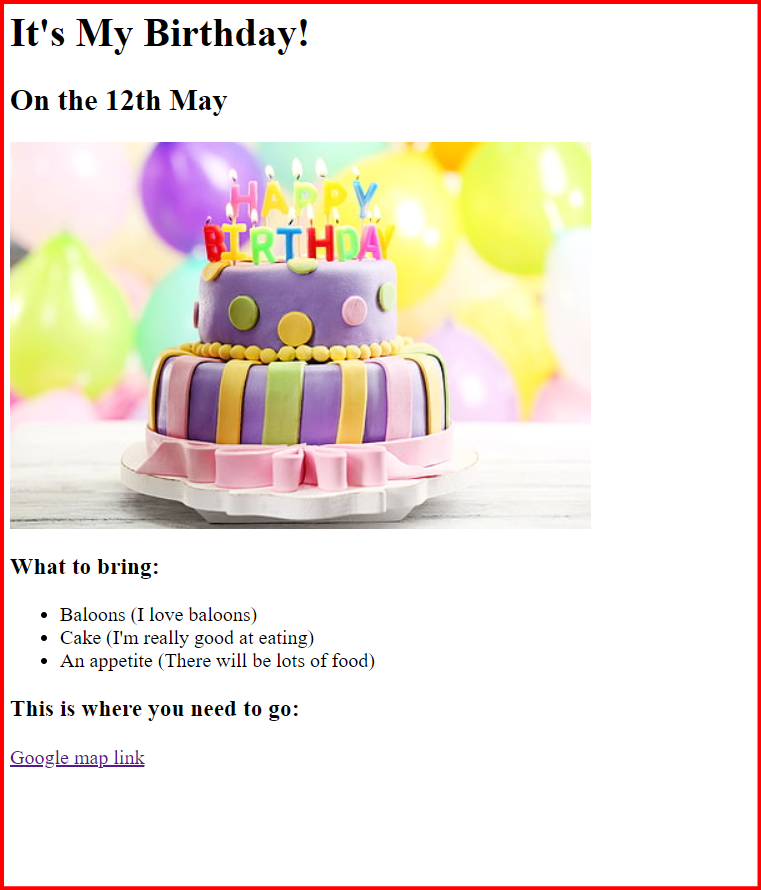 It's My Birthday!
On the 12th May
HAPPY
BIRTHDAY
What to bring:
Baloons (I love baloons)
Cake (I'm really good at eating)
An appetite (There will be lots of food)
This is where you need to go:
Google map link